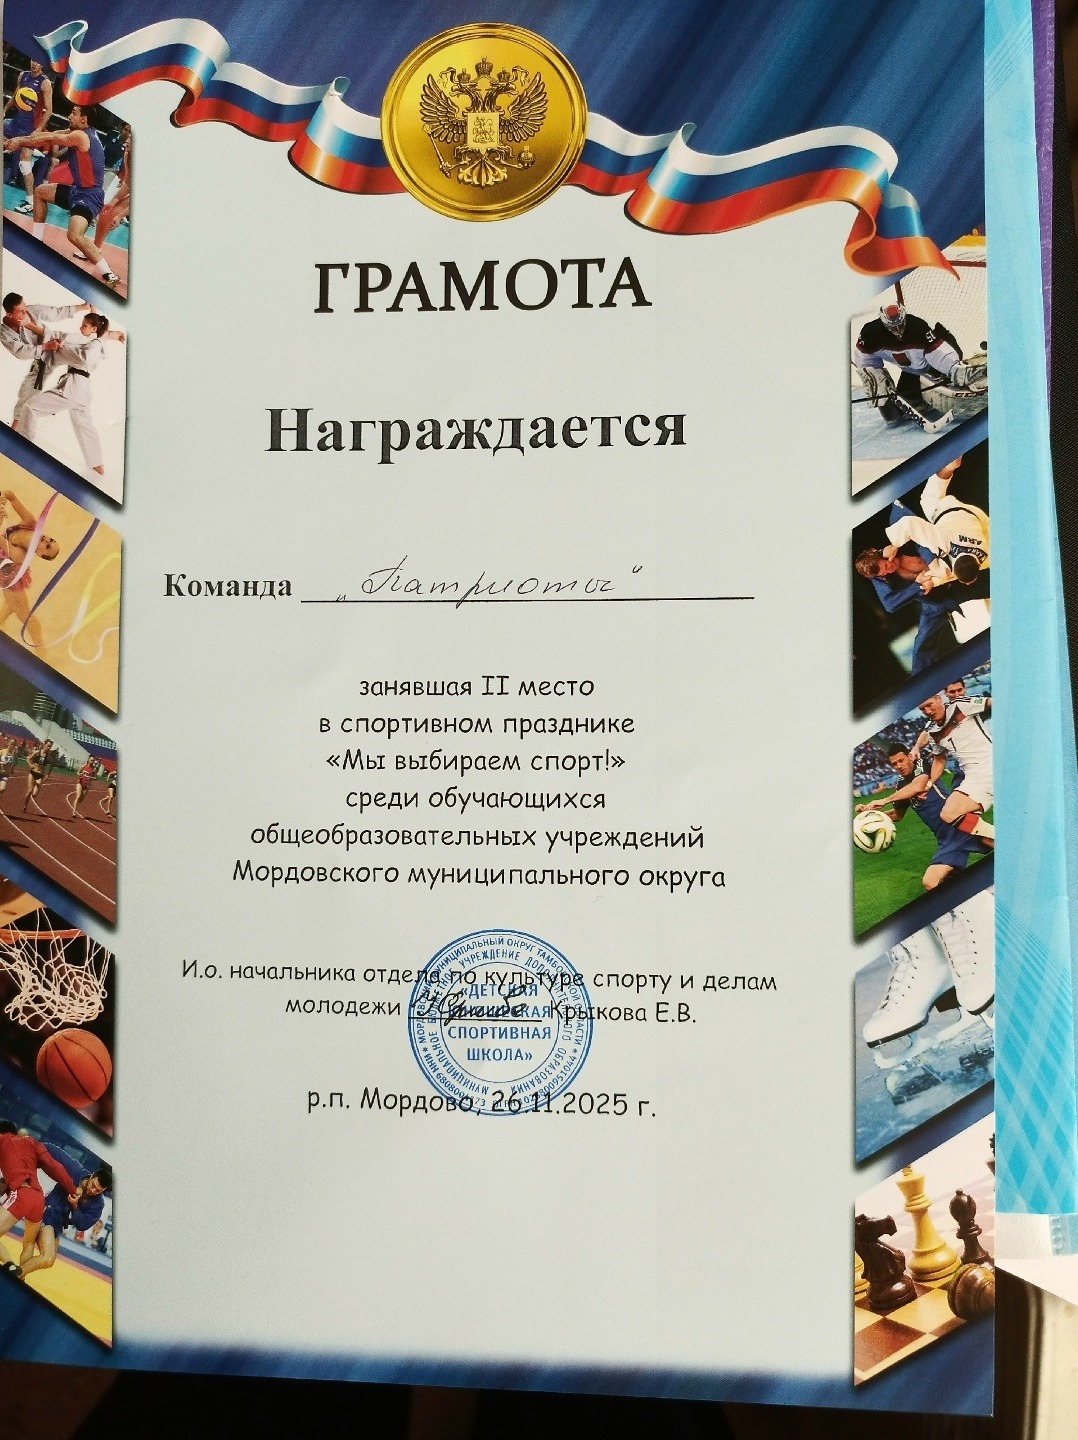 ГРАМОТА
Награждается
Команда „Патриоты“
занявшая II место
в спортивном празднике
«Мы выбираем спорт!»
среди обучающихся
общеобразовательных учреждений
Мордовского муниципального округа
И.о. начальника отдела по культуре спорту и делам
молодежи Крыкова Е.В.
«ДЕТСКАЯ
СПОРТИВНАЯ
ШКОЛА»
р.п. Мордово, 26.11.2025 г.